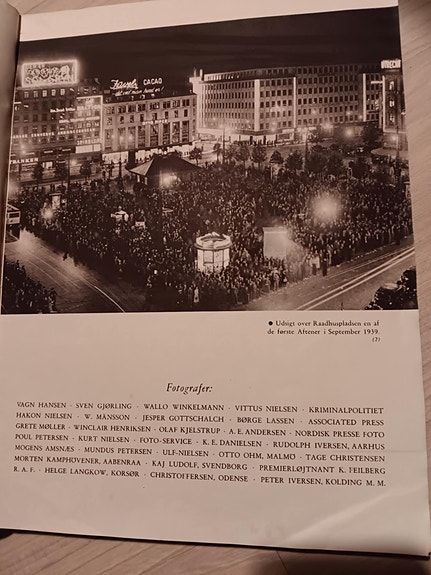 CACAO
● Udsigt over Raadhuspladsen en af
de første Aftener i September 1939.
(7)
Fotografer:
VAGN HANSEN · SVEN GJØRLING · WALLO WINKELMANN · VITTUS NIELSEN · KRIMINALPOLITIET
HAKON NIELSEN · W. MÅNSSON · JESPER GOTTSCHALCH · BØRGE LASSEN · ASSOCIATED PRESS
GRETE MØLLER · WINCLAIR HENRIKSEN · OLAF KJELSTRUP · A. E. ANDERSEN · NORDISK PRESSE FOTO
POUL PETERSEN · KURT NIELSEN · FOTO-SERVICE · K. E. DANIELSEN · RUDOLPH IVERSEN, AARHUS
MOGENS AMSNÆS · MUNDUS PETERSEN · ULF-NIELSEN · OTTO OHM, MALMØ · TAGE CHRISTENSEN
MORTEN KAMPHØVENER, AABENRAA · KAJ LUDOLF, SVENDBORG · PREMIERLØJTNANT K. FEILBERG
R. A. F. · HELGE LANGKOW, KORSØR · CHRISTOFFERSEN, ODENSE · PETER IVERSEN, KOLDING M. M.